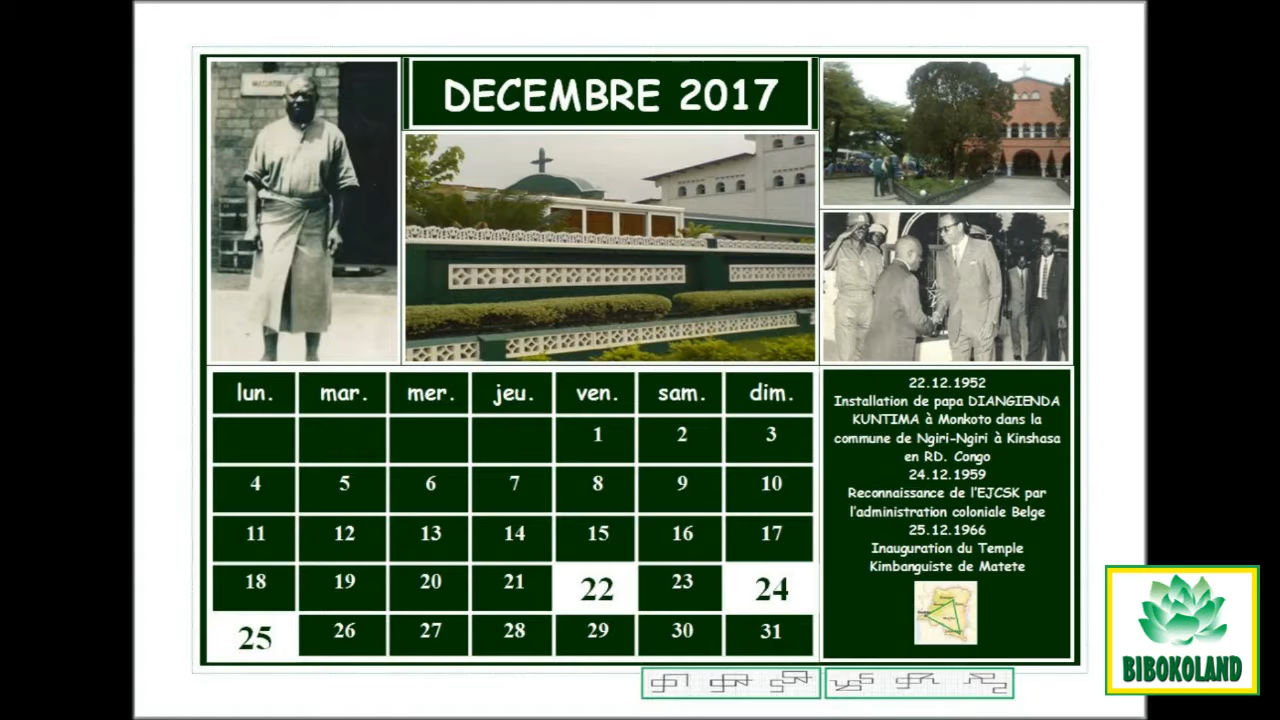 DECEMBRE 2017
lun. mar. mer. jeu. ven. sam. dim.
1 2 3
4 5 6 7 8 9 10
11 12 13 14 15 16 17
18 19 20 21 22 23 24
25 26 27 28 29 30 31
22.12.1952
Installation de papa DIANGIENDA
KUNTIMA à Monkoto dans la
commune de Ngiri-Ngiri à Kinshasa
en RD. Congo
24.12.1959
Reconnaissance de l'EJCSK par
l'administration coloniale Belge
25.12.1966
Inauguration du Temple
Kimbanguiste de Matete
BIBOKOLAND